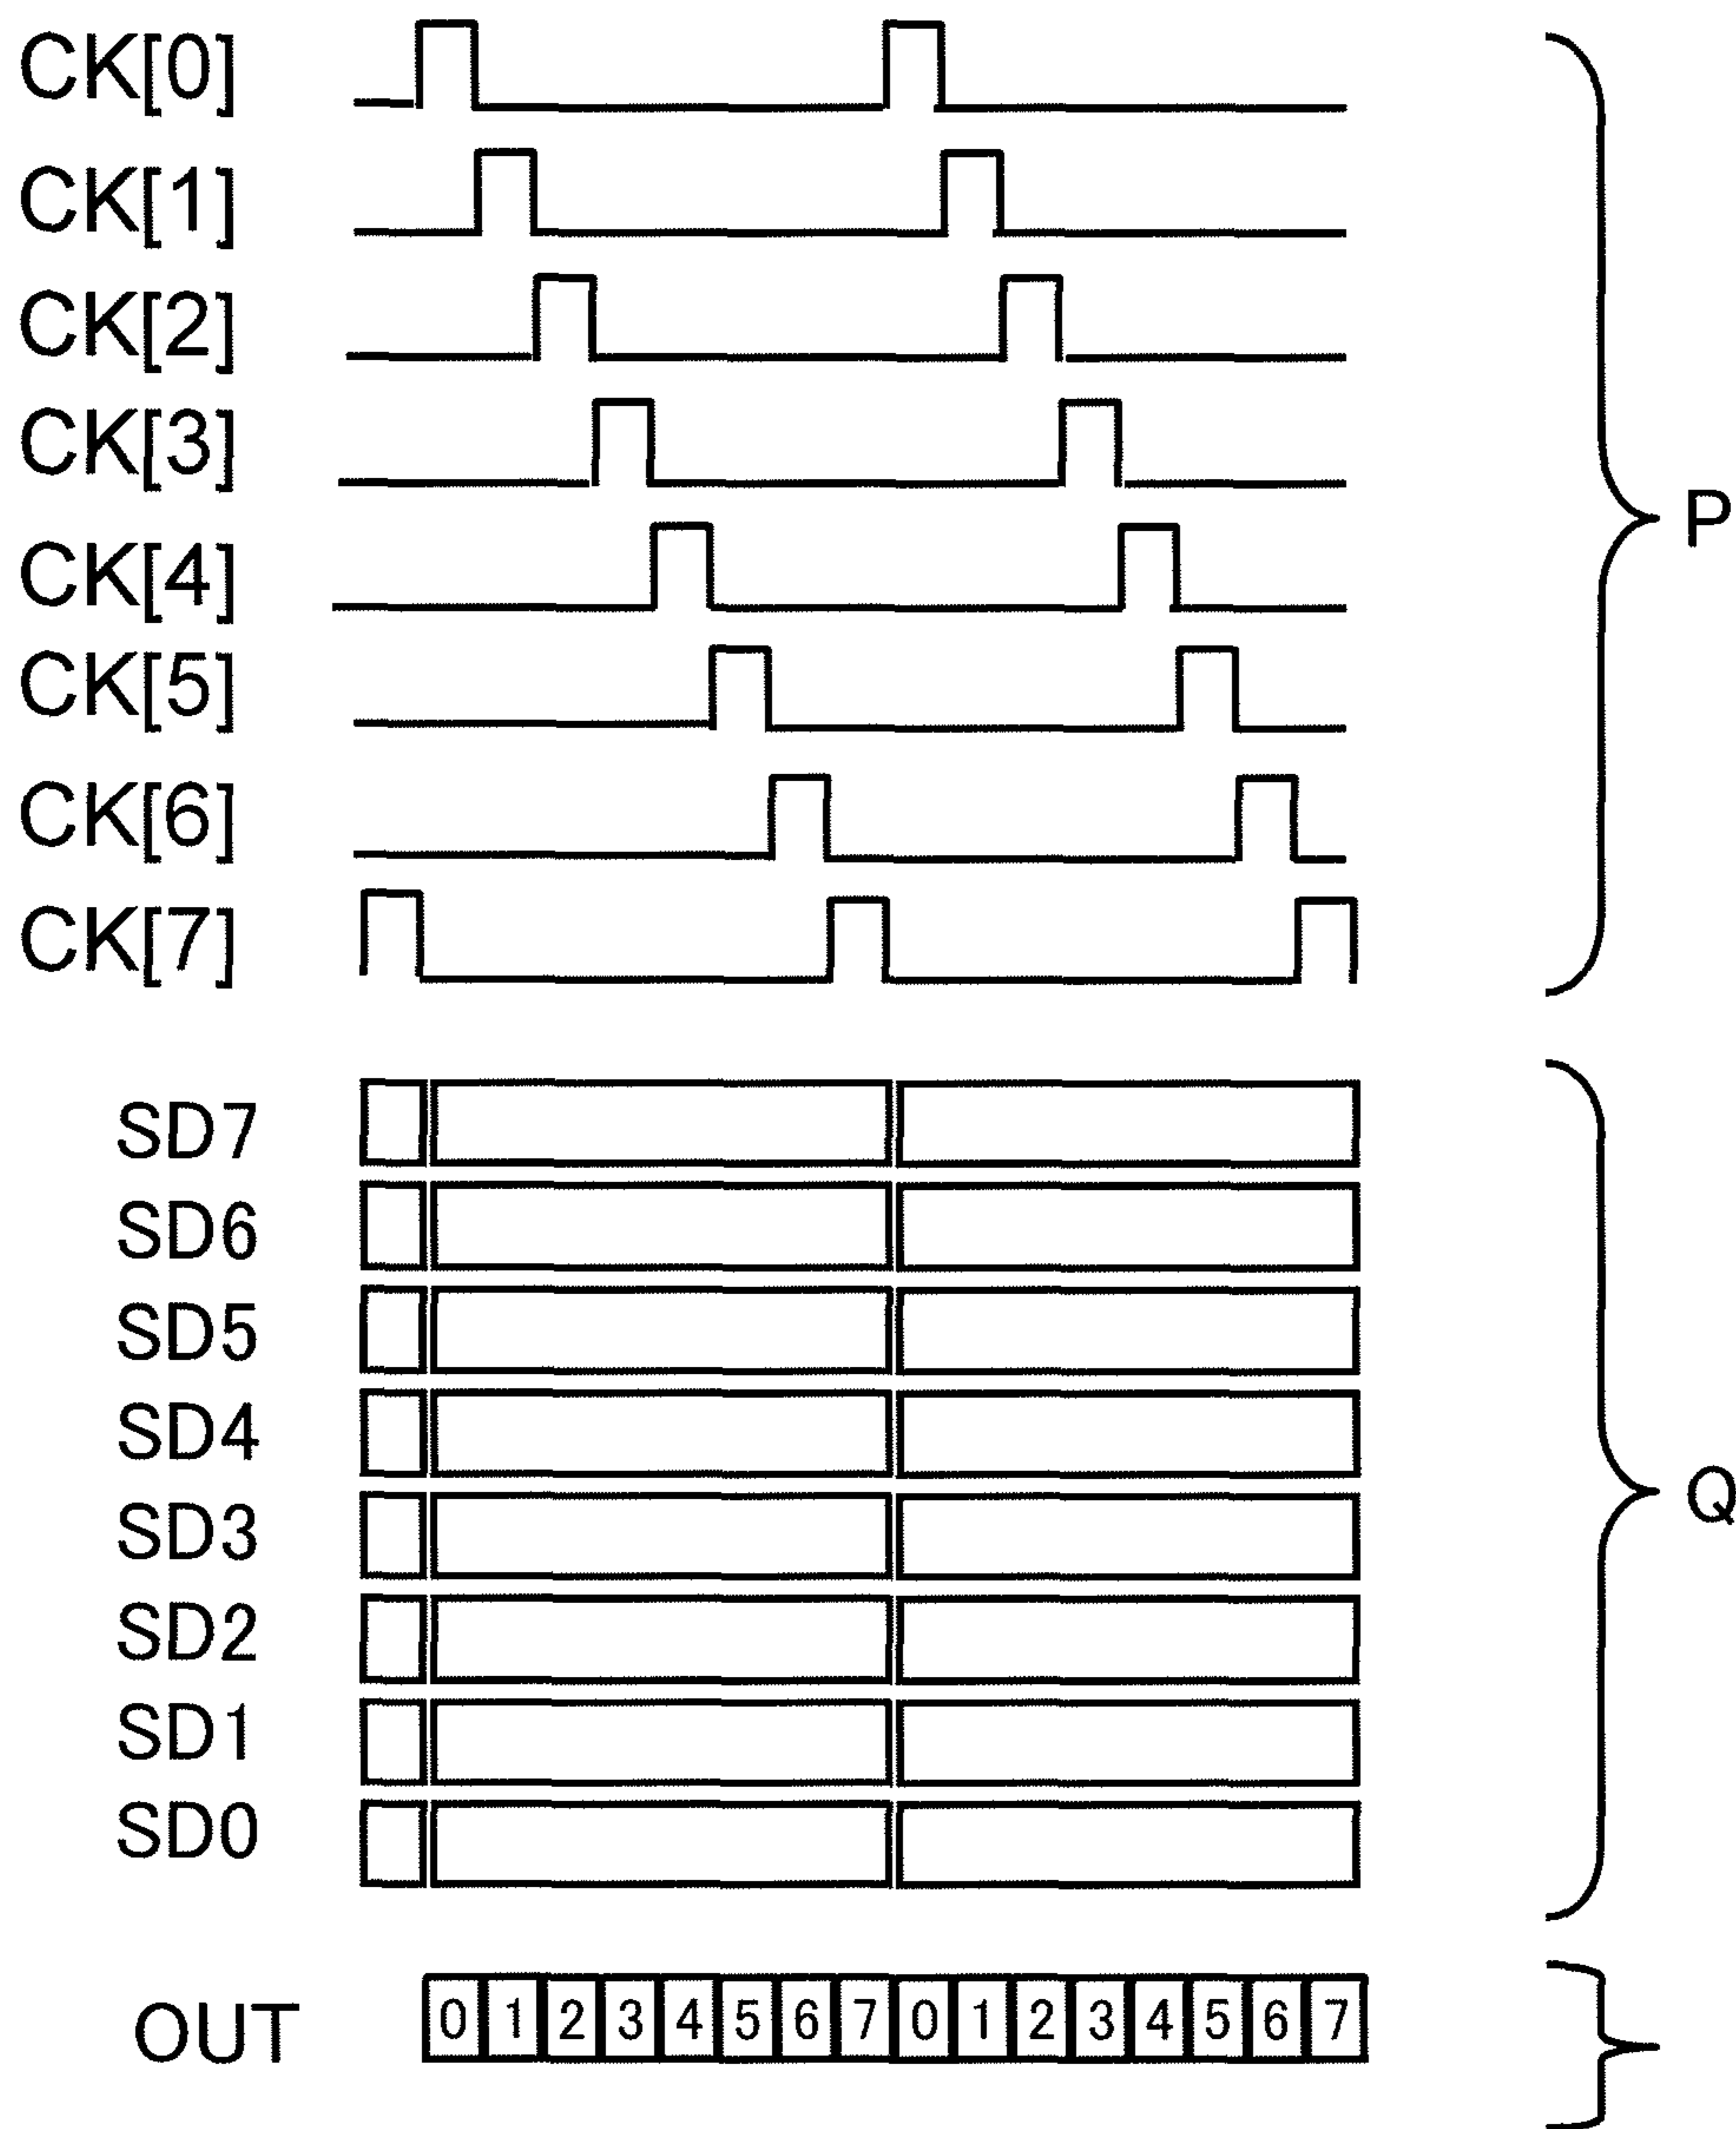 CK[0]
CK[1]
CK[2]
CK[3]
P
CK[4]
CK[5]
CK[6]
CK[7]
SD7
SD6
SD5
SD4
SD3
Q
SD2
SD1
SD0
OUT 0 1 2 3 4 5 6 7 0 1 2 3 4 5 6 7